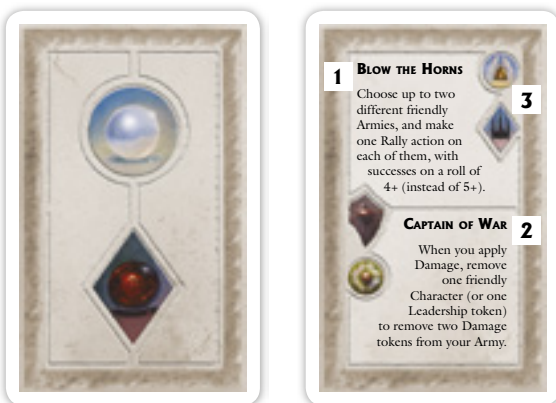 1
BLOW THE HORNS
Choose up to two
different friendly
Armies, and make
one Rally action on
each of them, with
successes on a roll of
4+ (instead of 5+).
3
CAPTAIN OF WAR
2
When you apply
Damage, remove
one friendly
Character (or one
Leadership token)
to remove two Damage
tokens from your Army.